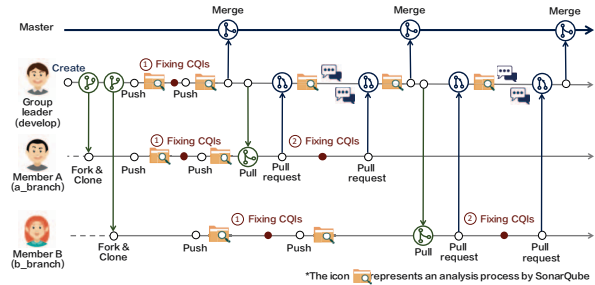 Merge
Merge
Merge
Master
Create
① Fixing CQIs
Push
Push
Group
leader
(develop)
① Fixing CQIs
② Fixing CQIs
Fork &
Clone
Push
Push
Pull
Pull
request
Pull
request
Member A
(a_branch)
① Fixing CQIs
② Fixing CQIs
Fork &
Clone
Push
Push
Pull
Pull
request
Pull
request
Member B
(b_branch)
*The icon represents an analysis process by SonarQube